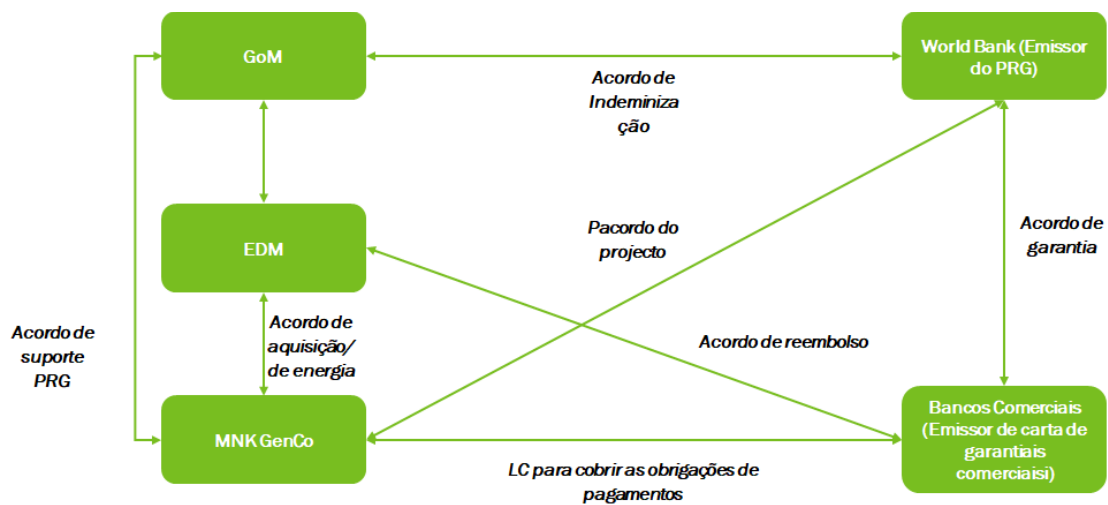 GoM
World Bank (Emissor
do PRG)
Acordo de
Indeminiza
ção
EDM
Pacordo do
projecto
Acordo de
garantia
Acordo de
suporte
PRG
Acordo de
aquisição/
de energia
Acordo de reembolso
MNK GenCo
Bancos Comerciais
(Emissor de carta de
garantiais
comerciaisi)
LC para cobrir as obrigações de
pagamentos